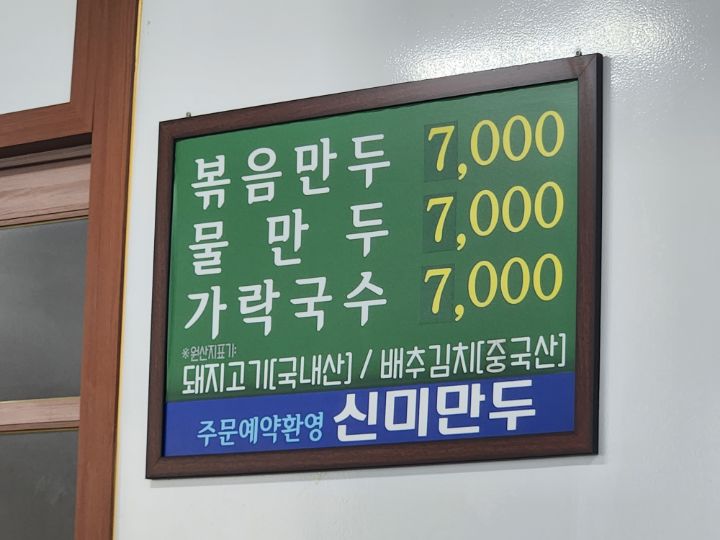 볶음만두 7,000
물만두 7,000
가락국수 7,000
※원산지표기:
돼지고기[국내산] / 배추김치[중국산]
주문예약환영 신미만두